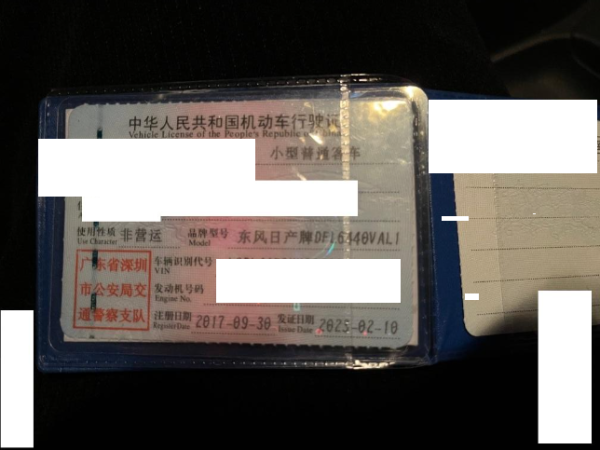 中华人民共和国机动车行驶证
Vehicle License of the People's Republic of China
小型普通客车
使用性质 非营运 品牌型号 东风日产牌DFL6440VAL1
Use Character Model
广东省深圳
市公安局交
通警察支队
车辆识别代号
VIN
发动机号码
Engine No.
注册日期 2017-09-30 发证日期 2023-02-10
Register Date Issue Date